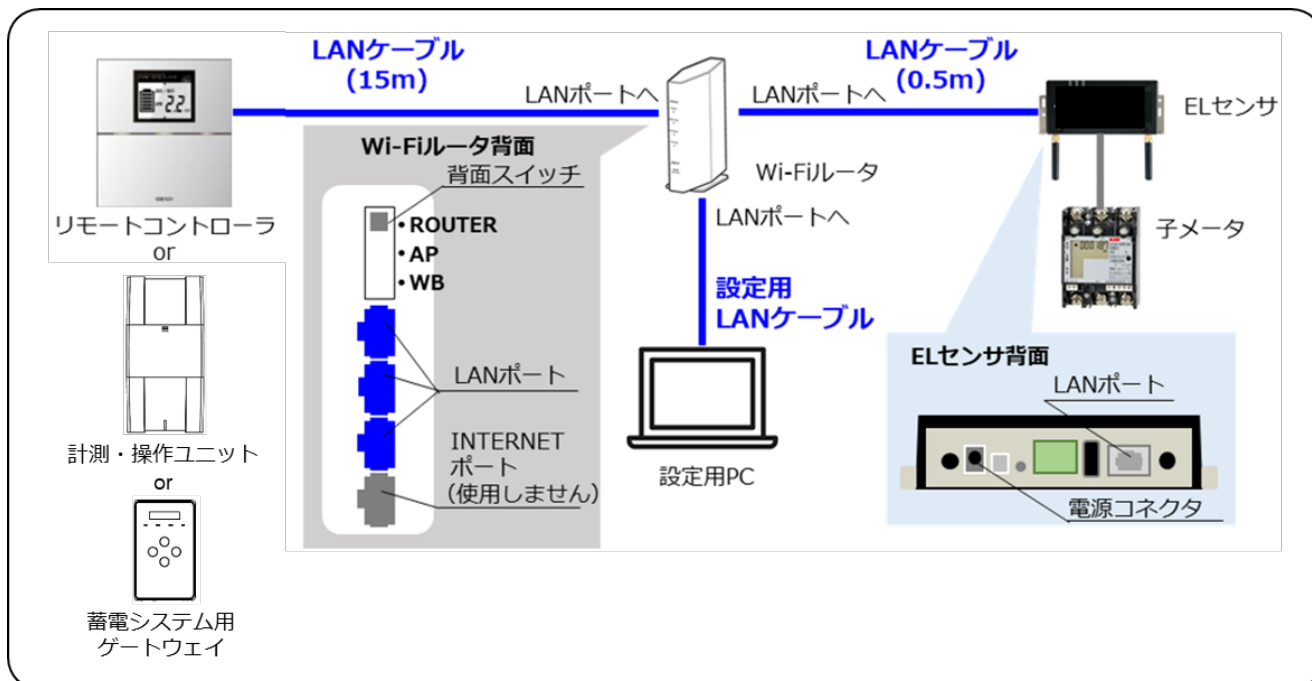 LANケーブル
(15m)
LANポートへ
LANポートへ
LANケーブル
(0.5m)
ELセンサ
2.2
リモートコントローラ
or
計測・操作ユニット
or
蓄電システム用
ゲートウェイ
Wi-Fiルータ背面
背面スイッチ
・ROUTER
・AP
・WB
LANポート
INTERNET
ポート
(使用しません)
Wi-Fiルータ
LANポートへ
設定用
LANケーブル
設定用PC
子メータ
ELセンサ背面
LANポート
電源コネクタ